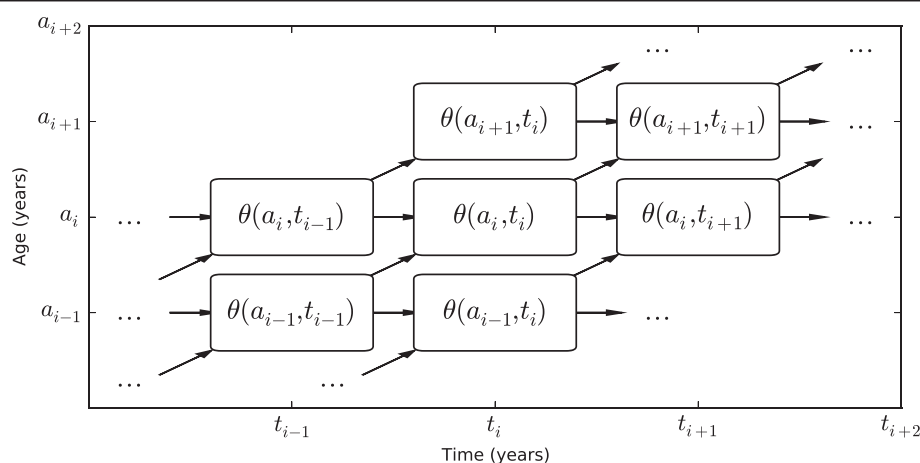 a_{i+2}
… …
a_{i+1} θ(a_{i+1},t_i) θ(a_{i+1},t_{i+1}) …
a_i … θ(a_i,t_{i−1}) θ(a_i,t_i) θ(a_i,t_{i+1}) …
Age (years)
a_{i−1} … θ(a_{i−1},t_{i−1}) θ(a_{i−1},t_i) …
… …
t_{i−1} t_i t_{i+1} t_{i+2}
Time (years)